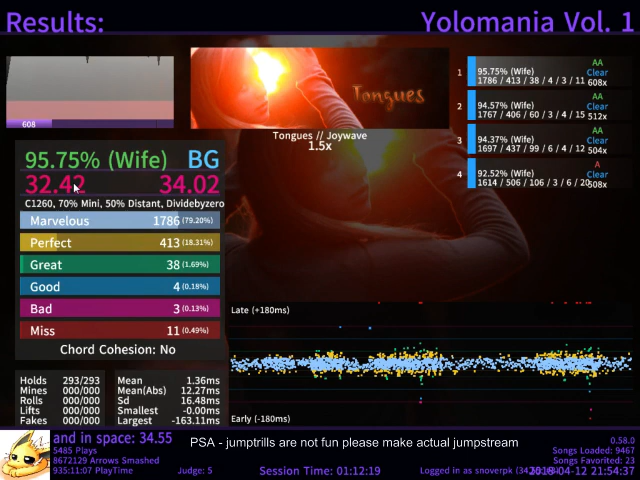 Results:
Yolomania Vol. 1
608
Tongues
Tongues // Joywave
1.5x
1
95.75% (Wife)
AA
Clear
1786 / 413 / 38 / 4 / 3 / 11
608x
2
94.57% (Wife)
AA
Clear
1767 / 406 / 60 / 3 / 4 / 15
512x
3
94.37% (Wife)
AA
Clear
1697 / 437 / 99 / 6 / 4 / 12
504x
4
92.52% (Wife)
A
Clear
1614 / 506 / 106 / 3 / 6 / 20
508x
95.75% (Wife) BG
32.42 34.02
C1260, 70% Mini, 50% Distant, Dividebyzero
Marvelous 1786 (79.20%)
Perfect 413 (18.31%)
Great 38 (1.69%)
Good 4 (0.18%)
Bad 3 (0.13%)
Miss 11 (0.49%)
Chord Cohesion: No
Holds 293/293
Mines 000/000
Rolls 000/000
Lifts 000/000
Fakes 000/000
Mean 1.36ms
Mean(Abs) 12.27ms
Sd 16.48ms
Smallest -0.00ms
Largest -163.11ms
Late (+180ms)
Early (-180ms)
and in space: 34.55
5485 Plays
8672129 Arrows Smashed
935:11:07 PlayTime
Judge: 5
PSA - jumptrills are not fun please make actual jumpstream
Session Time: 01:12:19
0.58.0
Songs Loaded: 9467
Songs Favorited: 23
Logged in as snoverpk
2018-04-12 21:54:37